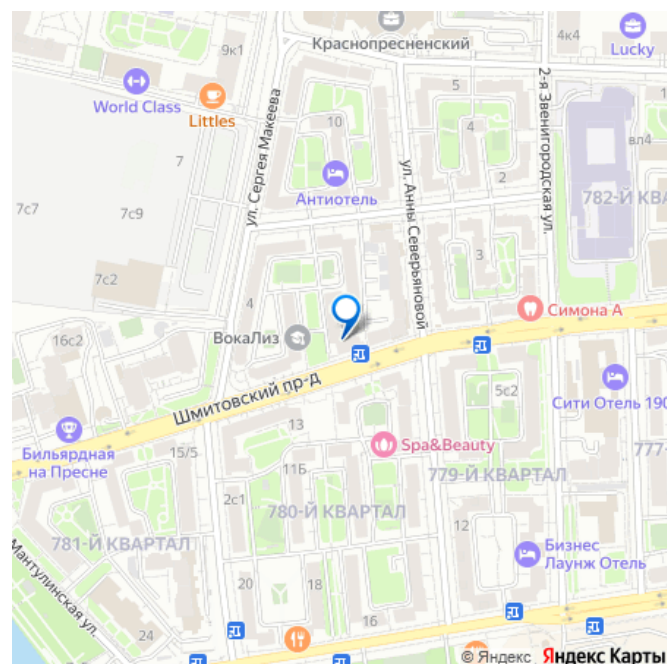 Краснопресненский
4к4
Lucky
9к1
World Class
Littles
5
2-я Звенигородская ул.
ул. Сергея Макеева
10
4
вл4
7
Антиотель
ул. Анны Северьяновой
2
782-Й КВА
7с7
7с9
3
7с2
4
Симона А
16с2
ВокаЛиз
Шмитовский пр-д
5с2
Сити Отель 190
Бильярдная
на Пресне
13
Spa&Beauty
777-
15/5
11Б
779-Й КВАРТАЛ
2с1
780-Й КВАРТАЛ
12
781-Й КВАРТАЛ
Бизнес
Лаунж Отель
Мантулинская ул.
20
18
16
24
© Яндекс Яндекс Карты